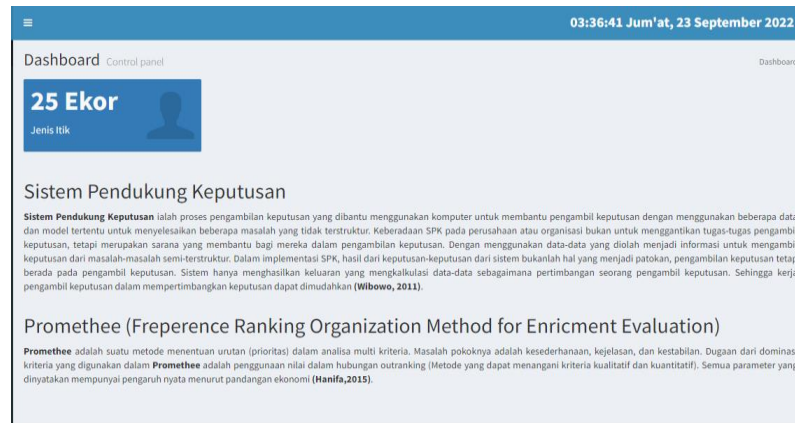 03:36:41 Jum'at, 23 September 2022
Dashboard Control panel
Dashboard
25 Ekor
Jenis Itik
Sistem Pendukung Keputusan
Sistem Pendukung Keputusan ialah proses pengambilan keputusan yang dibantu menggunakan komputer untuk membantu pengambil keputusan dengan menggunakan beberapa data
dan model tertentu untuk menyelesaikan beberapa masalah yang tidak terstruktur. Keberadaan SPK pada perusahaan atau organisasi bukan untuk menggantikan tugas-tugas pengambil
keputusan, tetapi merupakan sarana yang membantu bagi mereka dalam pengambilan keputusan. Dengan menggunakan data-data yang diolah menjadi informasi untuk mengambil
keputusan dari masalah-masalah semi-terstruktur. Dalam implementasi SPK, hasil dari keputusan-keputusan dari sistem bukanlah hal yang menjadi patokan, pengambilan keputusan tetap
berada pada pengambil keputusan. Sistem hanya menghasilkan keluaran yang mengkalkulasi data-data sebagaimana pertimbangan seorang pengambil keputusan. Sehingga kerja
pengambil keputusan dalam mempertimbangkan keputusan dapat dimudahkan (Wibowo, 2011).
Promethee (Freperence Ranking Organization Method for Enricment Evaluation)
Promethee adalah suatu metode menentuan urutan (prioritas) dalam analisa multi kriteria. Masalah pokoknya adalah kesederhanaan, kejelasan, dan kestabilan. Dugaan dari dominasi
kriteria yang digunakan dalam Promethee adalah penggunaan nilai dalam hubungan outranking (Metode yang dapat menangani kriteria kualitatif dan kuantitatif). Semua parameter yang
dinyatakan mempunyai pengaruh nyata menurut pandangan ekonomi (Hanifa,2015).